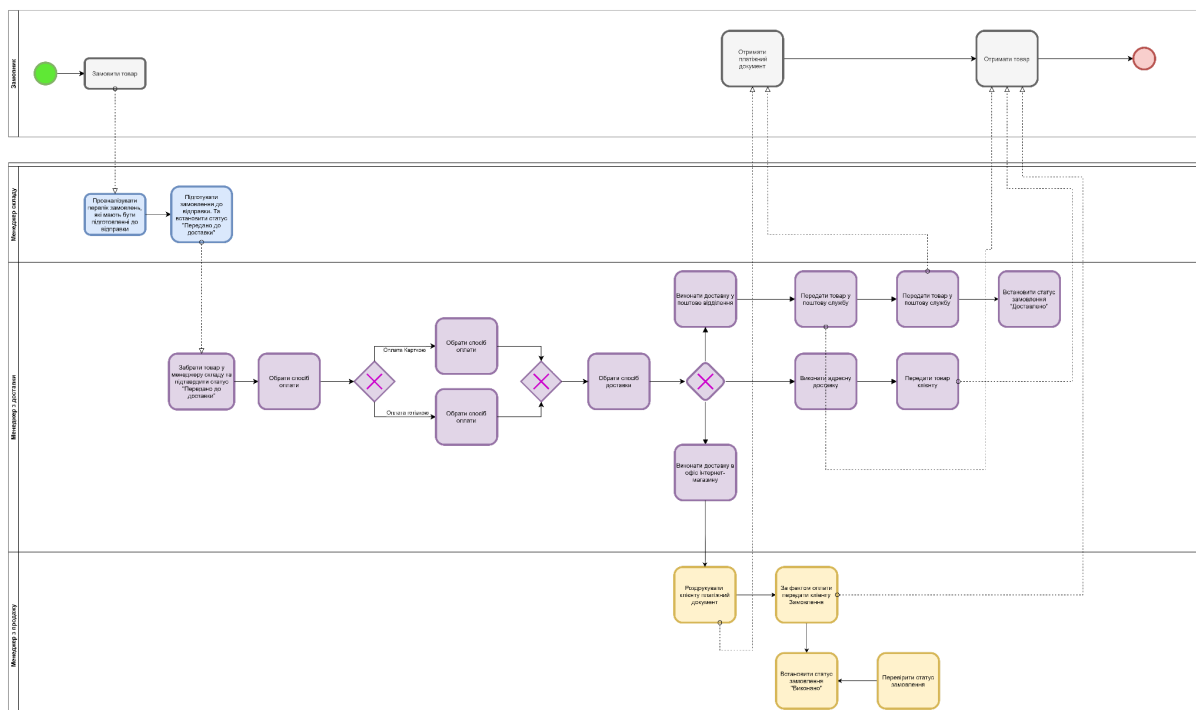 Замовник
Замовити товар
Отримати
платіжний
документ
Отримати товар
Менеджер складу
Проаналізувати
перелік замовлень,
які мають бути
підготовленні до
відправки
Підготувати
замовлення до
відправки. Та
встановити статус
"Передано до
доставки"
Менеджер з доставки
Забрати товар у
менеджеру складу та
підтвердити статус
"Передано до
доставки"
Обрати спосіб
оплати
Оплата Карткою
Оплата готівкою
Обрати спосіб
оплати
Обрати спосіб
оплати
Обрати спосіб
доставки
Виконати доставку у
поштове відділення
Передати товар у
поштову службу
Передати товар у
поштову службу
Встановити статус
замовлення
"Доставлено"
Виконати адресну
доставку
Передати товар
клієнту
Виконати доставку в
офіс Інтернет-
магазину
Менеджер з продажу
Роздрукувати
клієнту платіжний
документ
За фактом оплати
передати клієнту
Замовлення
Встановити статус
замовлення
"Виконано"
Перевірити статус
замовлення